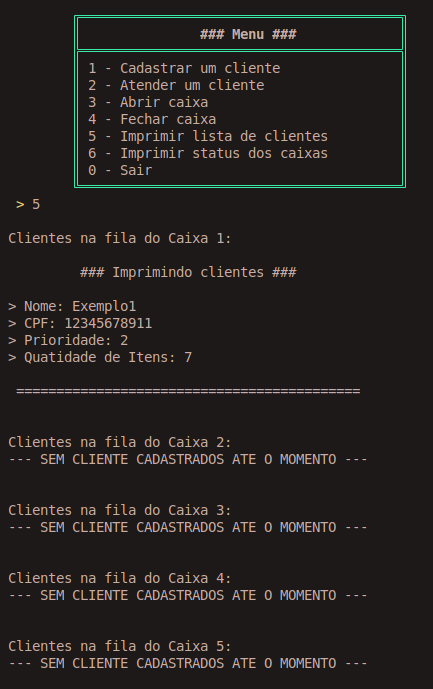 ### Menu ###
1 - Cadastrar um cliente
2 - Atender um cliente
3 - Abrir caixa
4 - Fechar caixa
5 - Imprimir lista de clientes
6 - Imprimir status dos caixas
0 - Sair
> 5
Clientes na fila do Caixa 1:
### Imprimindo clientes ###
> Nome: Exemplo1
> CPF: 12345678911
> Prioridade: 2
> Quatidade de Itens: 7
===========================================
Clientes na fila do Caixa 2:
--- SEM CLIENTE CADASTRADOS ATE O MOMENTO ---
Clientes na fila do Caixa 3:
--- SEM CLIENTE CADASTRADOS ATE O MOMENTO ---
Clientes na fila do Caixa 4:
--- SEM CLIENTE CADASTRADOS ATE O MOMENTO ---
Clientes na fila do Caixa 5:
--- SEM CLIENTE CADASTRADOS ATE O MOMENTO ---